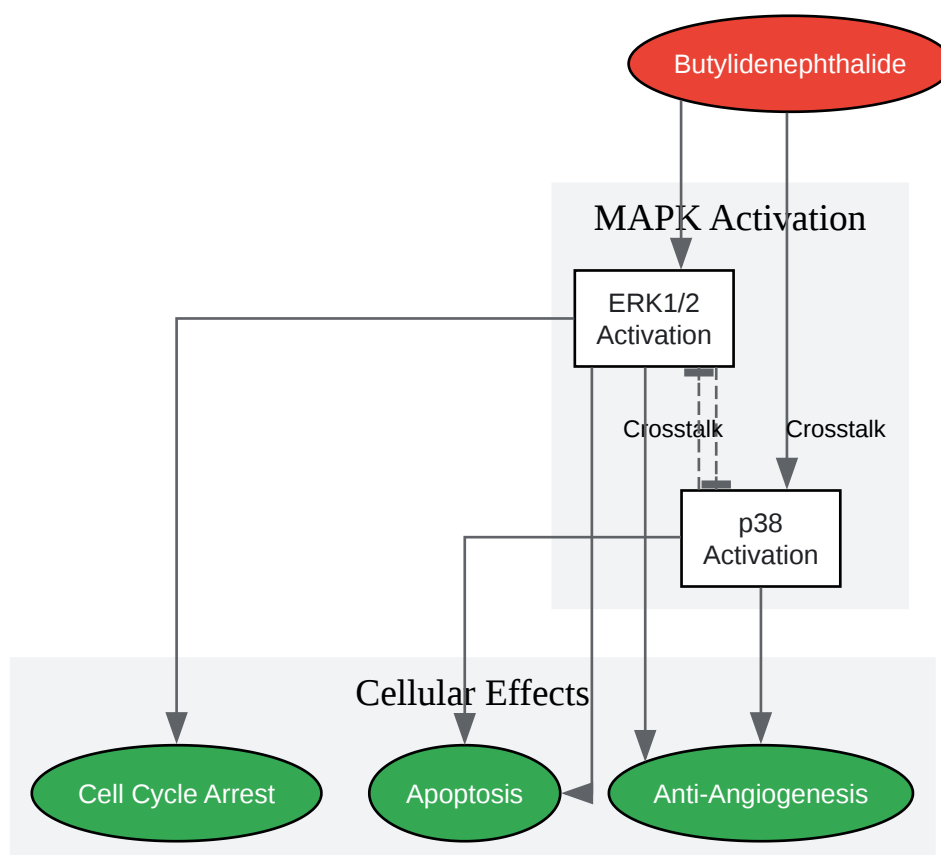 Butylidenephthalide
MAPK Activation
ERK1/2
Activation
Crosstalk
Crosstalk
p38
Activation
Cellular Effects
Cell Cycle Arrest
Apoptosis
Anti-Angiogenesis